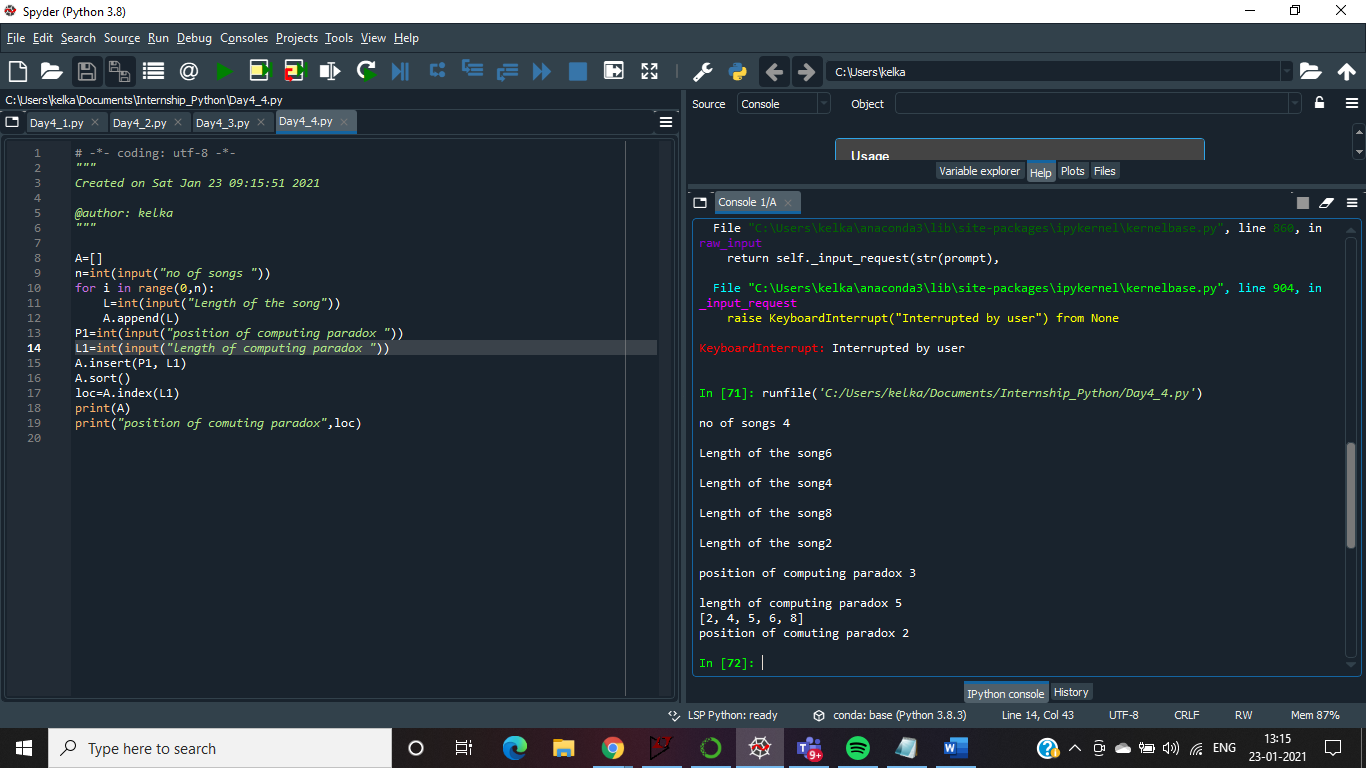 Spyder (Python 3.8)
File Edit Search Source Run Debug Consoles Projects Tools View Help
C:\Users\kelka
C:\Users\kelka\Documents\Internship_Python\Day4_4.py
Day4_1.py Day4_2.py Day4_3.py Day4_4.py
1 # -*- coding: utf-8 -*-
2 """
3 Created on Sat Jan 23 09:15:51 2021
4
5 @author: kelka
6 """
7
8 A=[]
9 n=int(input("no of songs "))
10 for i in range(0,n):
11     L=int(input("Length of the song"))
12     A.append(L)
13 P1=int(input("position of computing paradox "))
14 L1=int(input("length of computing paradox "))
15 A.insert(P1, L1)
16 A.sort()
17 loc=A.index(L1)
18 print(A)
19 print("position of comuting paradox",loc)
20
Source Console Object
Usage
Variable explorer Help Plots Files
Console 1/A
File "C:\Users\kelka\anaconda3\lib\site-packages\ipykernel\kernelbase.py", line 860, in
raw_input
return self._input_request(str(prompt),
File "C:\Users\kelka\anaconda3\lib\site-packages\ipykernel\kernelbase.py", line 904, in
_input_request
raise KeyboardInterrupt("Interrupted by user") from None
KeyboardInterrupt: Interrupted by user
In [71]: runfile('C:/Users/kelka/Documents/Internship_Python/Day4_4.py')
no of songs 4
Length of the song6
Length of the song4
Length of the song8
Length of the song2
position of computing paradox 3
length of computing paradox 5
[2, 4, 5, 6, 8]
position of comuting paradox 2
In [72]:
IPython console History
LSP Python: ready conda: base (Python 3.8.3) Line 14, Col 43 UTF-8 CRLF RW Mem 87%
Type here to search
9+
ENG
13:15
23-01-2021